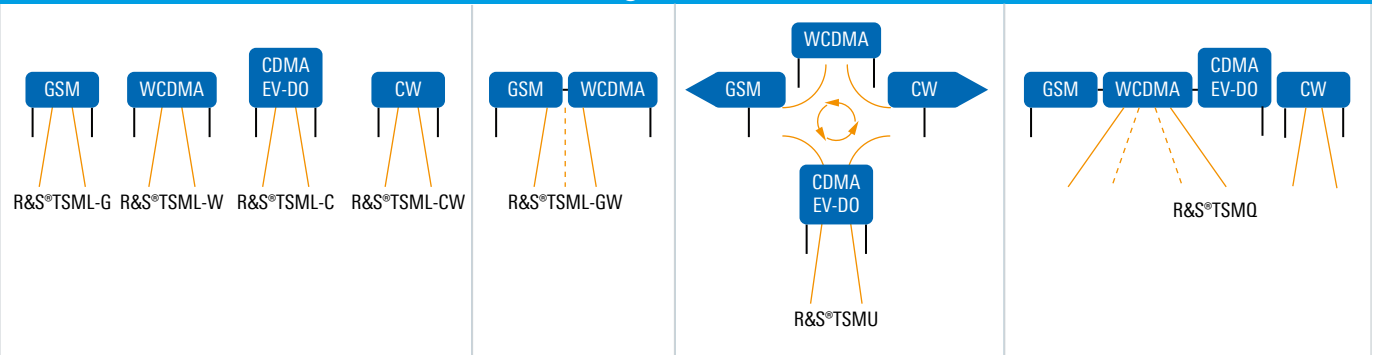 GSM
WCDMA
CDMA
EV-DO
CW
R&S®TSML-G R&S®TSML-W R&S®TSML-C R&S®TSML-CW
GSM WCDMA
R&S®TSML-GW
WCDMA
GSM
CW
CDMA
EV-DO
R&S®TSMU
GSM
WCDMA
CDMA
EV-DO
CW
R&S®TSMQ